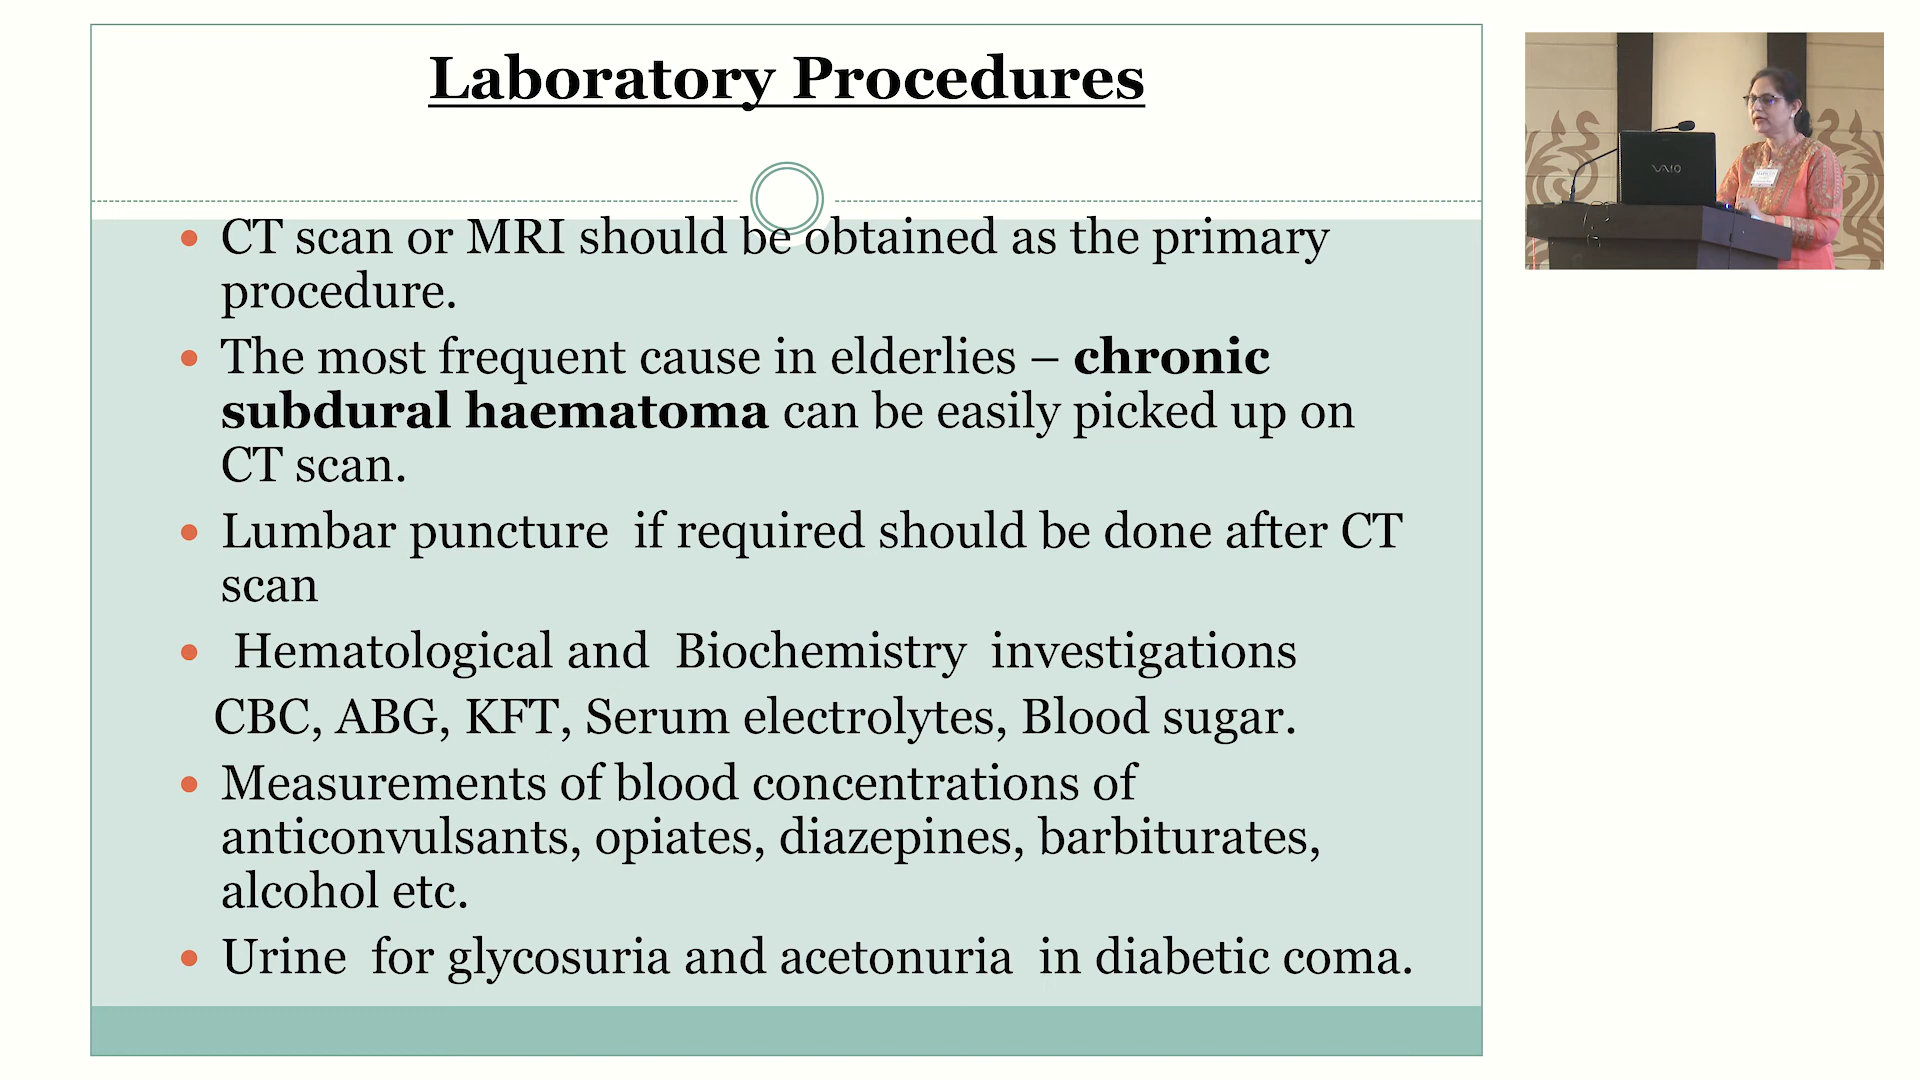 Laboratory Procedures
CT scan or MRI should be obtained as the primary
procedure.
The most frequent cause in elderlies – chronic
subdural haematoma can be easily picked up on
CT scan.
Lumbar puncture if required should be done after CT
scan
Hematological and Biochemistry investigations
CBC, ABG, KFT, Serum electrolytes, Blood sugar.
Measurements of blood concentrations of
anticonvulsants, opiates, diazepines, barbiturates,
alcohol etc.
Urine for glycosuria and acetonuria in diabetic coma.
VAIO